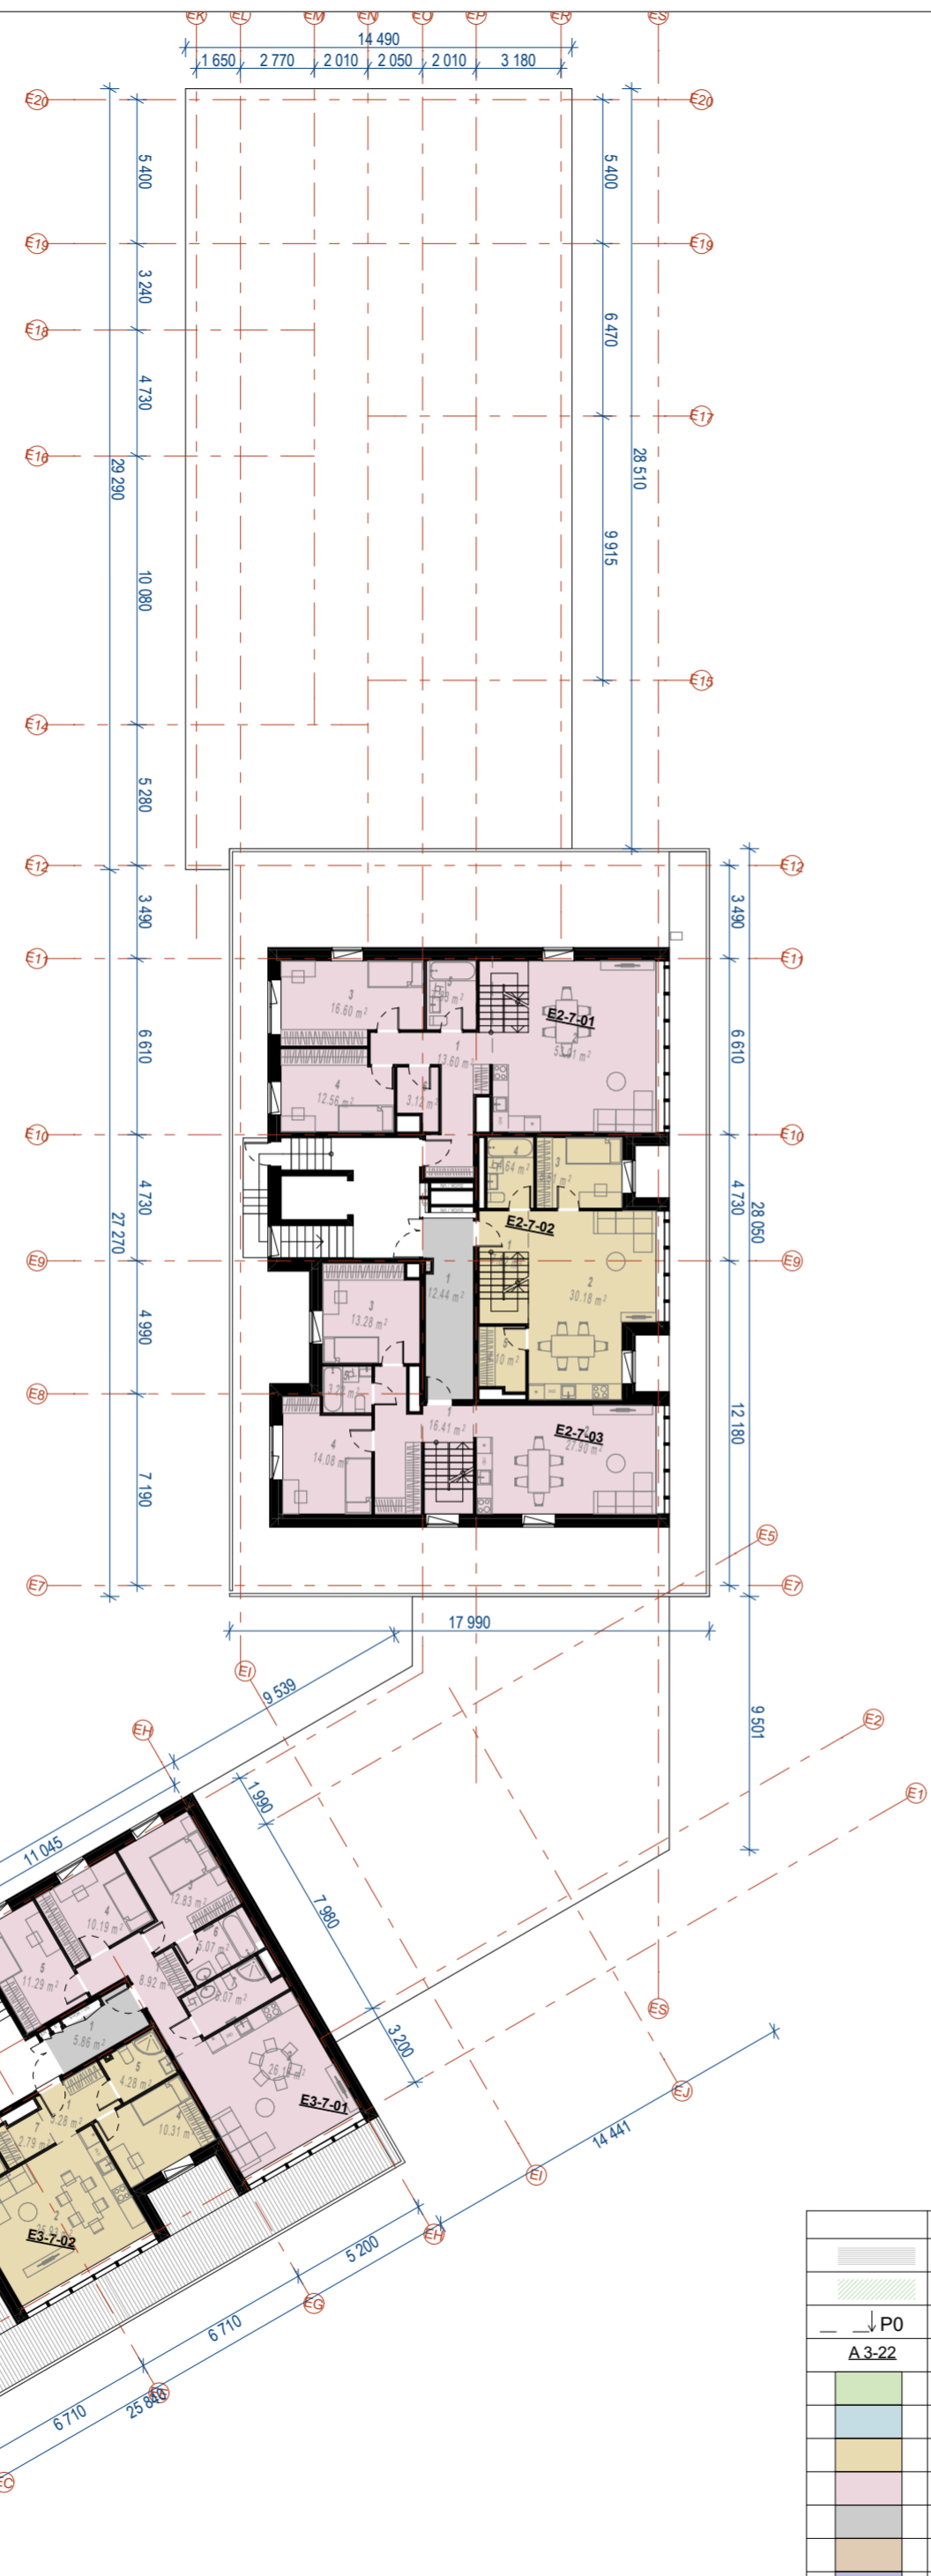 EK EL EM EN EO EP ER ES
14 490
1 650 2 770 2 010 2 050 2 010 3 180
E20 E20
5 400 5 400
E19 E19
3 240
6 470
E18
4 730
E17
E16
29 290
28 510
9 915
10 080
E15
E14
5 280
E12 E12
3 490 3 490
E11 E11
3
16.60 m²
5
E2-7-01
6 610 6 610
1
13.60 m²
4
12.56 m²
3.12 m²
E10 E10
4
3
4 730 4 730
28 050
27 270
E2-7-02
E9 E9
1
12.44 m²
2
30.18 m²
3
13.28 m²
4 990
E8
12 180
1
16.41 m²
4
14.08 m²
E2-7-03
27.90 m²
7 190
E5
E7 E7
17 990
EI
9 539
EH
9 501
E2
E1
1 990
11 045
3
12.83 m²
4
10.19 m²
7 980
6
5.07 m²
5
11.29 m²
8.92 m²
1
5.86 m²
ES
3 200
5
4.28 m²
E3-7-01
EJ
4
10.31 m²
7
2.79 m²
14 441
EI
2
E3-7-02
EH
5 200
EG
6 710
6 710
25 840
P0
A 3-22